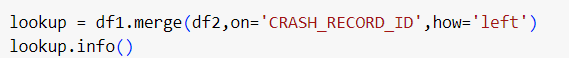 lookup = df1.merge(df2,on='CRASH_RECORD_ID',how='left')
lookup.info()